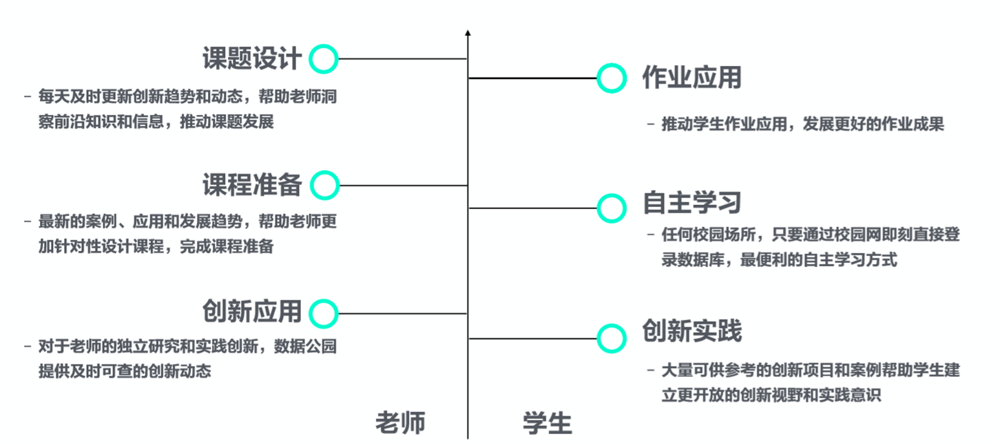 课题设计
– 每天及时更新创新趋势和动态，帮助老师洞
察前沿知识和信息，推动课题发展
课程准备
– 最新的案例、应用和发展趋势，帮助老师更
加针对性设计课程，完成课程准备
创新应用
– 对于老师的独立研究和实践创新，数据公园
提供及时可查的创新动态
老师
作业应用
– 推动学生作业应用，发展更好的作业成果
自主学习
– 任何校园场所，只要通过校园网即刻直接登
录数据库，最便利的自主学习方式
创新实践
– 大量可供参考的创新项目和案例帮助学生建
立更开放的创新视野和实践意识
学生